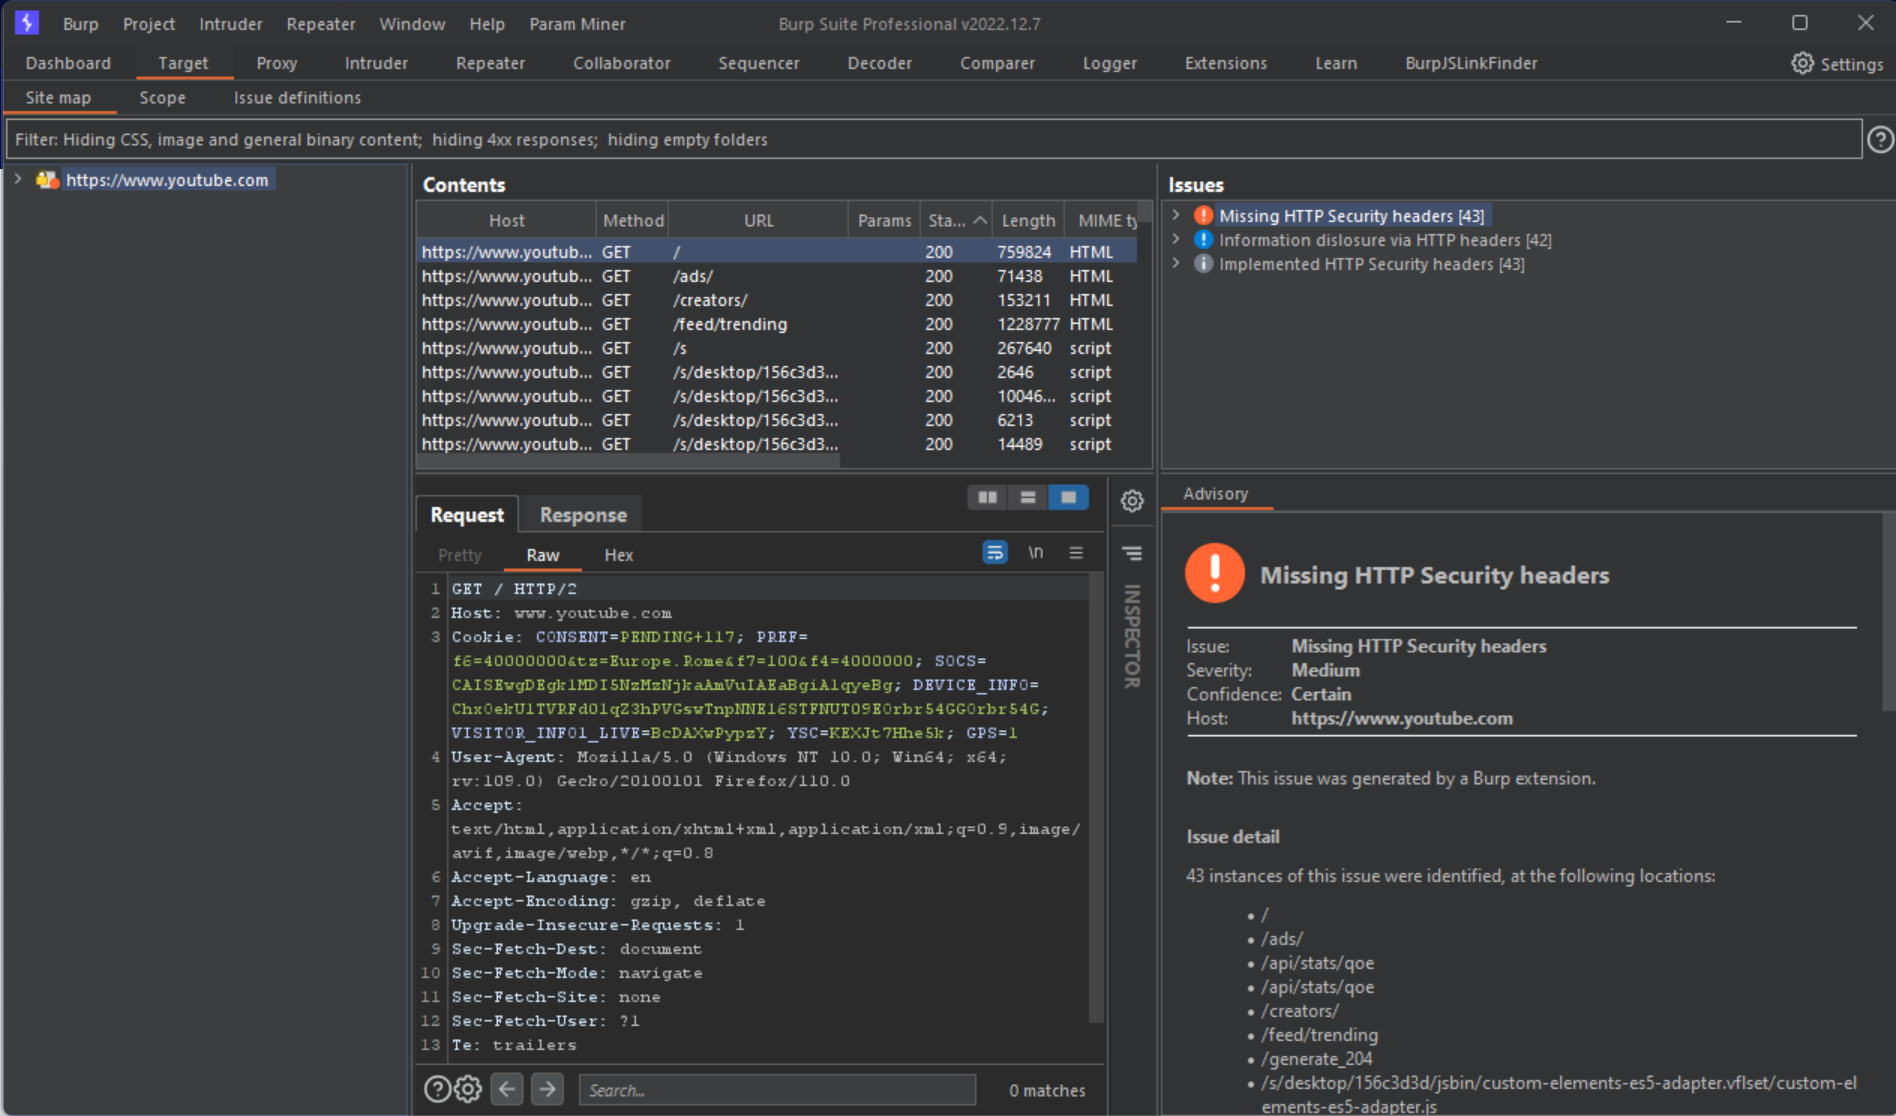 Burp Project Intruder Repeater Window Help Param Miner Burp Suite Professional v2022.12.7
Dashboard Target Proxy Intruder Repeater Collaborator Sequencer Decoder Comparer Logger Extensions Learn BurpJSLinkFinder Settings
Site map Scope Issue definitions
Filter: Hiding CSS, image and general binary content; hiding 4xx responses; hiding empty folders
https://www.youtube.com
Contents
Host Method URL Params Sta... Length MIME ty
https://www.youtub... GET / 200 759824 HTML
https://www.youtub... GET /ads/ 200 71438 HTML
https://www.youtub... GET /creators/ 200 153211 HTML
https://www.youtub... GET /feed/trending 200 1228777 HTML
https://www.youtub... GET /s 200 267640 script
https://www.youtub... GET /s/desktop/156c3d3... 200 2646 script
https://www.youtub... GET /s/desktop/156c3d3... 200 10046... script
https://www.youtub... GET /s/desktop/156c3d3... 200 6213 script
https://www.youtub... GET /s/desktop/156c3d3... 200 14489 script
Request Response
Pretty Raw Hex \n
1 GET / HTTP/2
2 Host: www.youtube.com
3 Cookie: CONSENT=PENDING+117; PREF=
f6=40000000&tz=Europe.Rome&f7=100&f4=4000000; SOCS=
DEVICE_INFO=
VISITOR_INFO1_LIVE=BcDAXwPypzY; YSC=KEXJt7Hhe5k; GPS=1
4 User-Agent: Mozilla/5.0 (Windows NT 10.0; Win64; x64;
rv:109.0) Gecko/20100101 Firefox/110.0
5 Accept:
text/html,application/xhtml+xml,application/xml;q=0.9,image/
avif,image/webp,*/*;q=0.8
6 Accept-Language: en
7 Accept-Encoding: gzip, deflate
8 Upgrade-Insecure-Requests: 1
9 Sec-Fetch-Dest: document
10 Sec-Fetch-Mode: navigate
11 Sec-Fetch-Site: none
12 Sec-Fetch-User: ?1
13 Te: trailers
Search... 0 matches
INSPECTOR
Issues
Missing HTTP Security headers [43]
Information dislosure via HTTP headers [42]
Implemented HTTP Security headers [43]
Advisory
Missing HTTP Security headers
Issue: Missing HTTP Security headers
Severity: Medium
Confidence: Certain
Host: https://www.youtube.com
Note: This issue was generated by a Burp extension.
Issue detail
43 instances of this issue were identified, at the following locations:
• /
• /ads/
• /api/stats/qoe
• /api/stats/qoe
• /creators/
• /feed/trending
• /generate_204
• /s/desktop/156c3d3d/jsbin/custom-elements-es5-adapter.vflset/custom-el
ements-es5-adapter.js